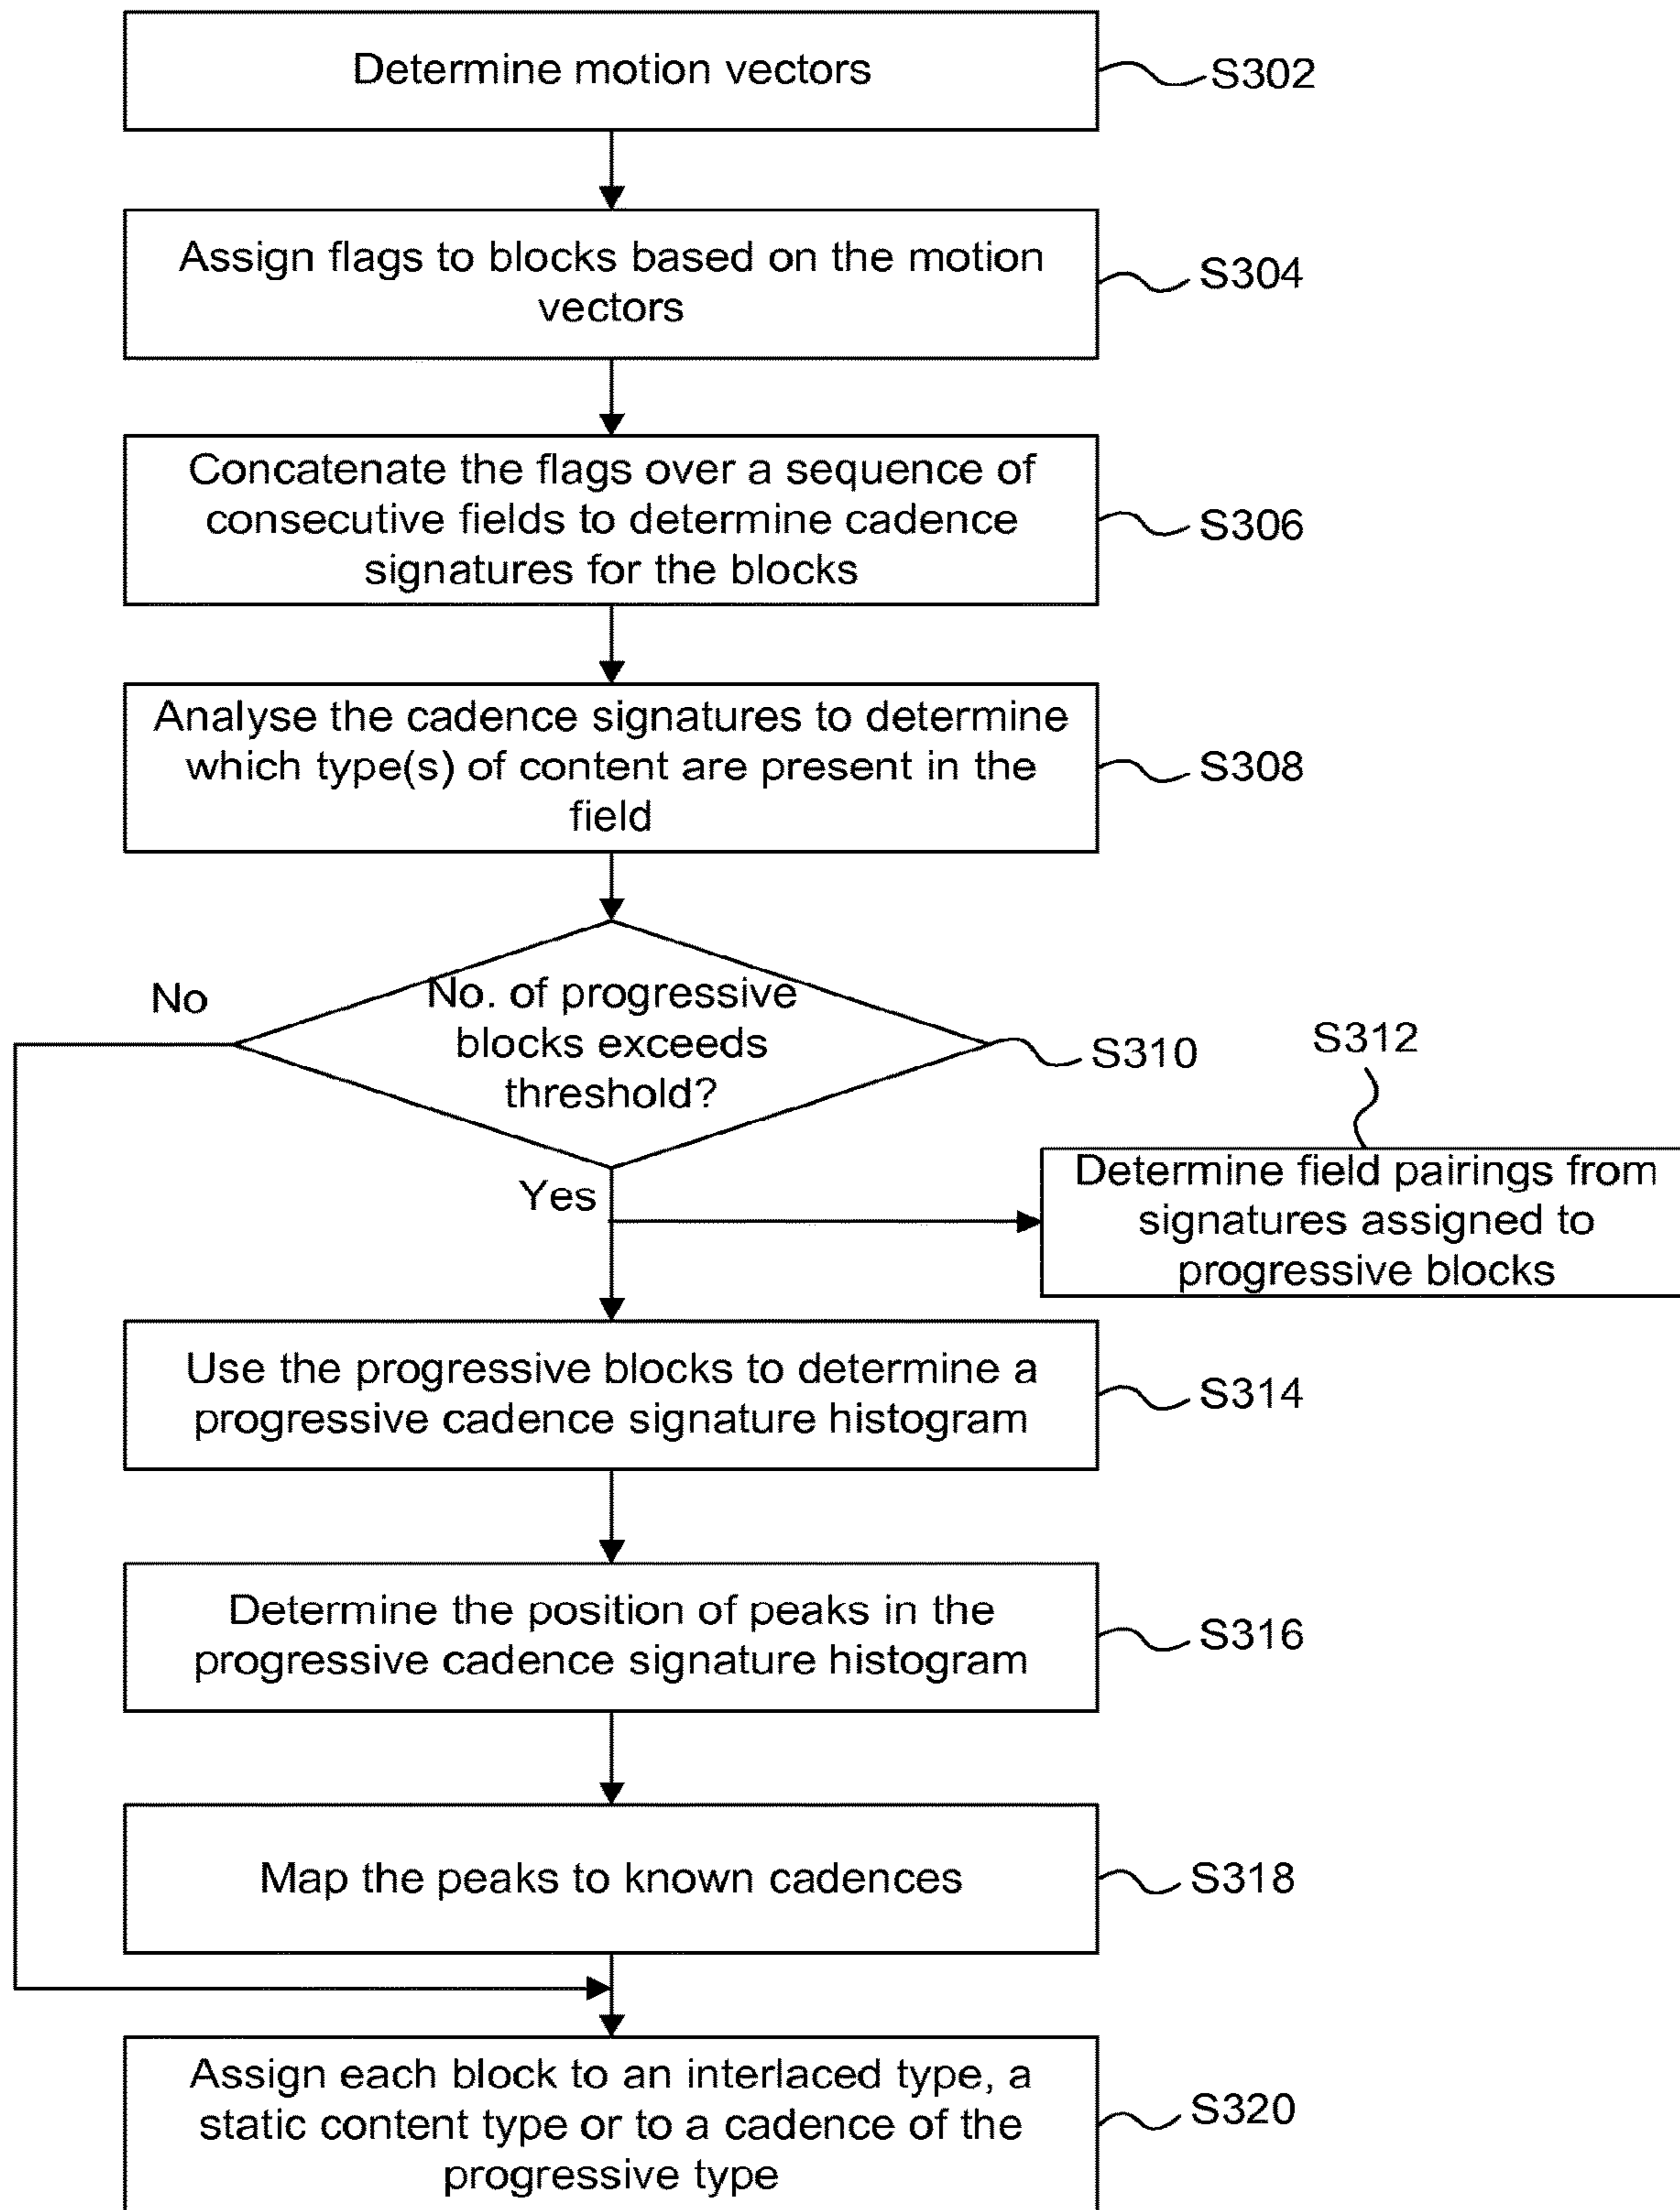 Determine motion vectors
S302
Assign flags to blocks based on the motion
vectors
S304
Concatenate the flags over a sequence of
consecutive fields to determine cadence
signatures for the blocks
S306
Analyse the cadence signatures to determine
which type(s) of content are present in the
field
S308
No
No. of progressive
blocks exceeds
threshold?
S310
S312
Yes
Determine field pairings from
signatures assigned to
progressive blocks
Use the progressive blocks to determine a
progressive cadence signature histogram
S314
Determine the position of peaks in the
progressive cadence signature histogram
S316
Map the peaks to known cadences
S318
Assign each block to an interlaced type, a
static content type or to a cadence of the
progressive type
S320